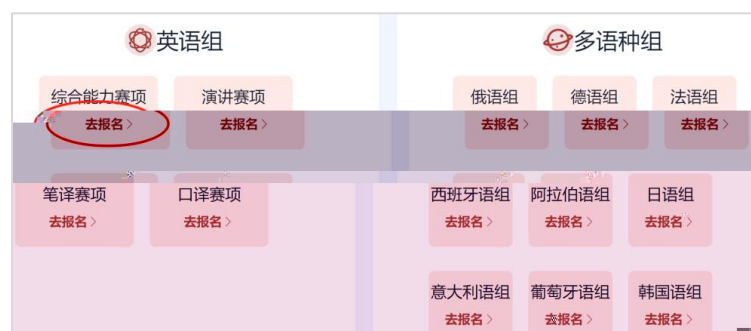 英语组
综合能力赛项 演讲赛项
去报名> 去报名>
笔译赛项 口译赛项
去报名> 去报名>
多语种组
俄语组 德语组 法语组
去报名> 去报名> 去报名>
西班牙语组 阿拉伯语组 日语组
去报名> 去报名> 去报名>
意大利语组 葡萄牙语组 韩国语组
去报名> 去报名> 去报名>